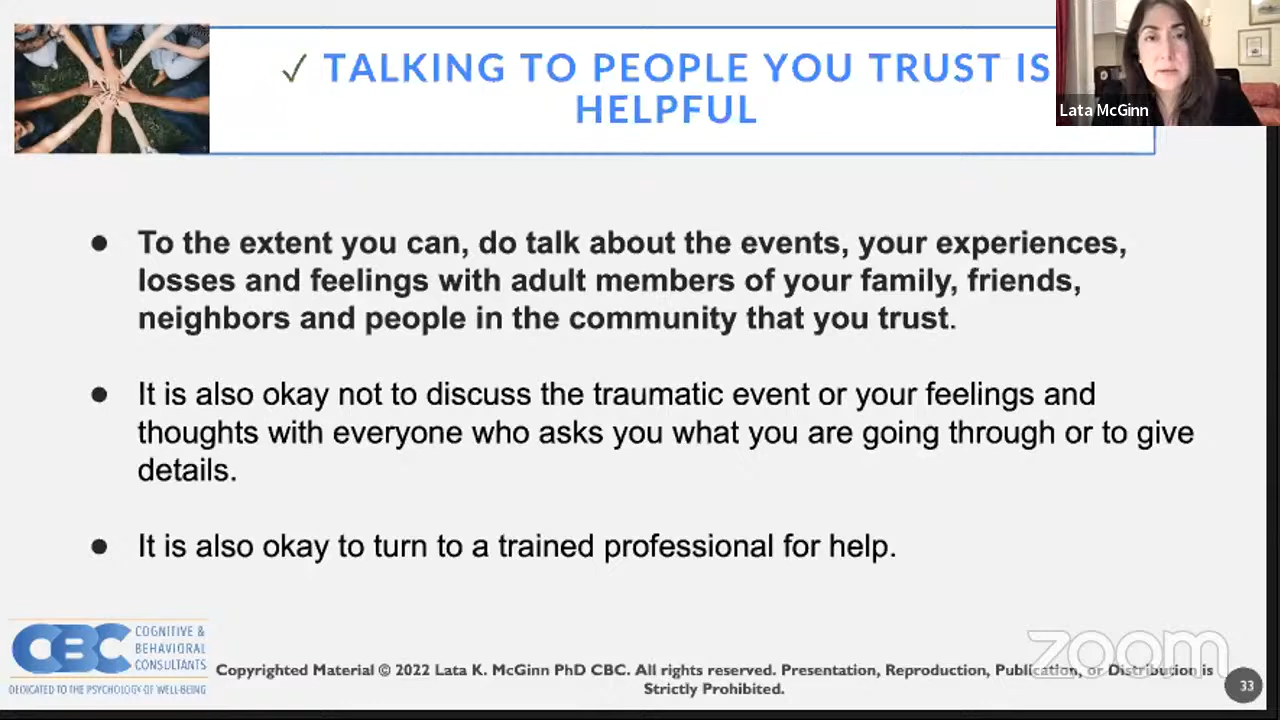 ✓ TALKING TO PEOPLE YOU TRUST IS
HELPFUL
Lata McGinn
● To the extent you can, do talk about the events, your experiences,
losses and feelings with adult members of your family, friends,
neighbors and people in the community that you trust.
● It is also okay not to discuss the traumatic event or your feelings and
thoughts with everyone who asks you what you are going through or to give
details.
● It is also okay to turn to a trained professional for help.
CBC
COGNITIVE &
BEHAVIORAL
CONSULTANTS
DEDICATED TO THE PSYCHOLOGY OF WELL-BEING
Copyrighted Material © 2022 Lata K. McGinn PhD CBC. All rights reserved. Presentation, Reproduction, Publication, or Distribution is
Strictly Prohibited.
zoom
33